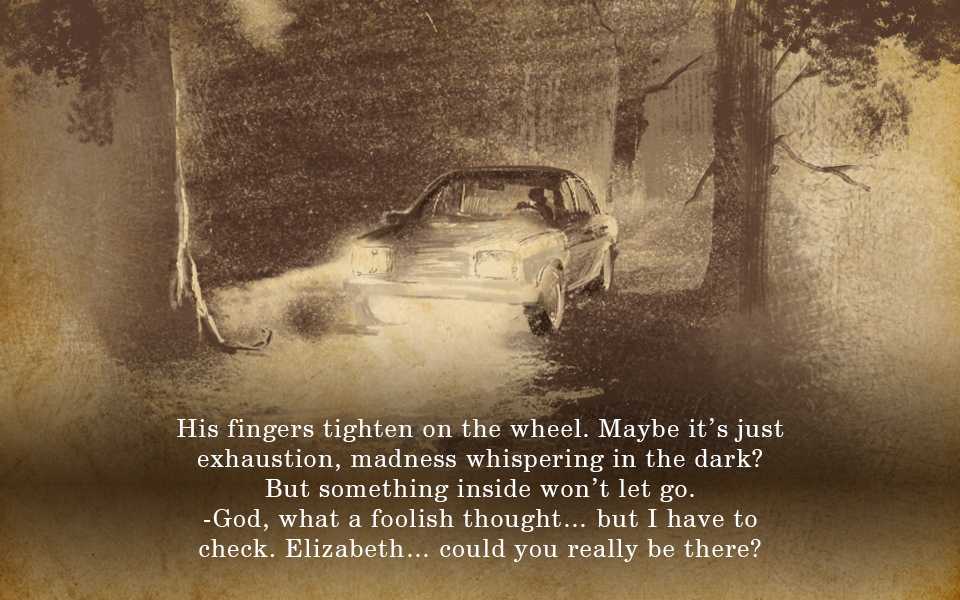 His fingers tighten on the wheel. Maybe it’s just
exhaustion, madness whispering in the dark?
But something inside won’t let go.
-God, what a foolish thought... but I have to
check. Elizabeth... could you really be there?